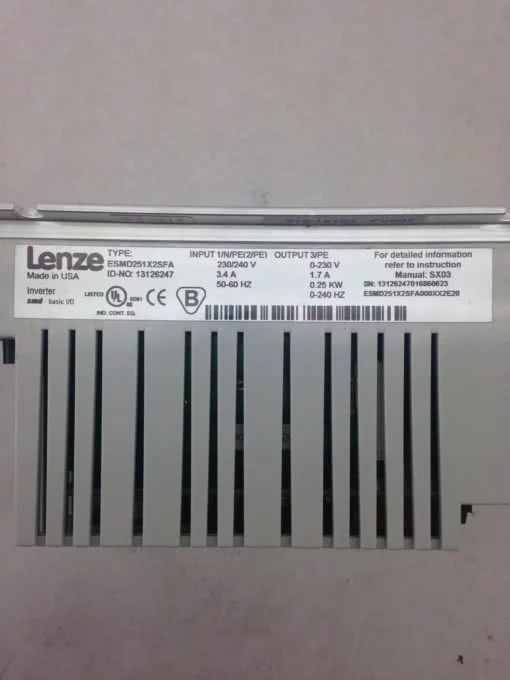 Lenze
Made in USA
Inverter
smd - basic I/O
TYPE:
ESMD251X2SFA
ID-NO: 13126247
LISTED UL
IND. CONT. EQ.
CE
B
INPUT 1/N/PE(2/PE)
230/240 V
3.4 A
50-60 HZ
OUTPUT 3/PE
0-230 V
1.7 A
0.25 KW
0-240 HZ
For detailed information
refer to instruction
Manual: SX03
SN: 13126247016860623
ESMD251X2SFA000XX2E20